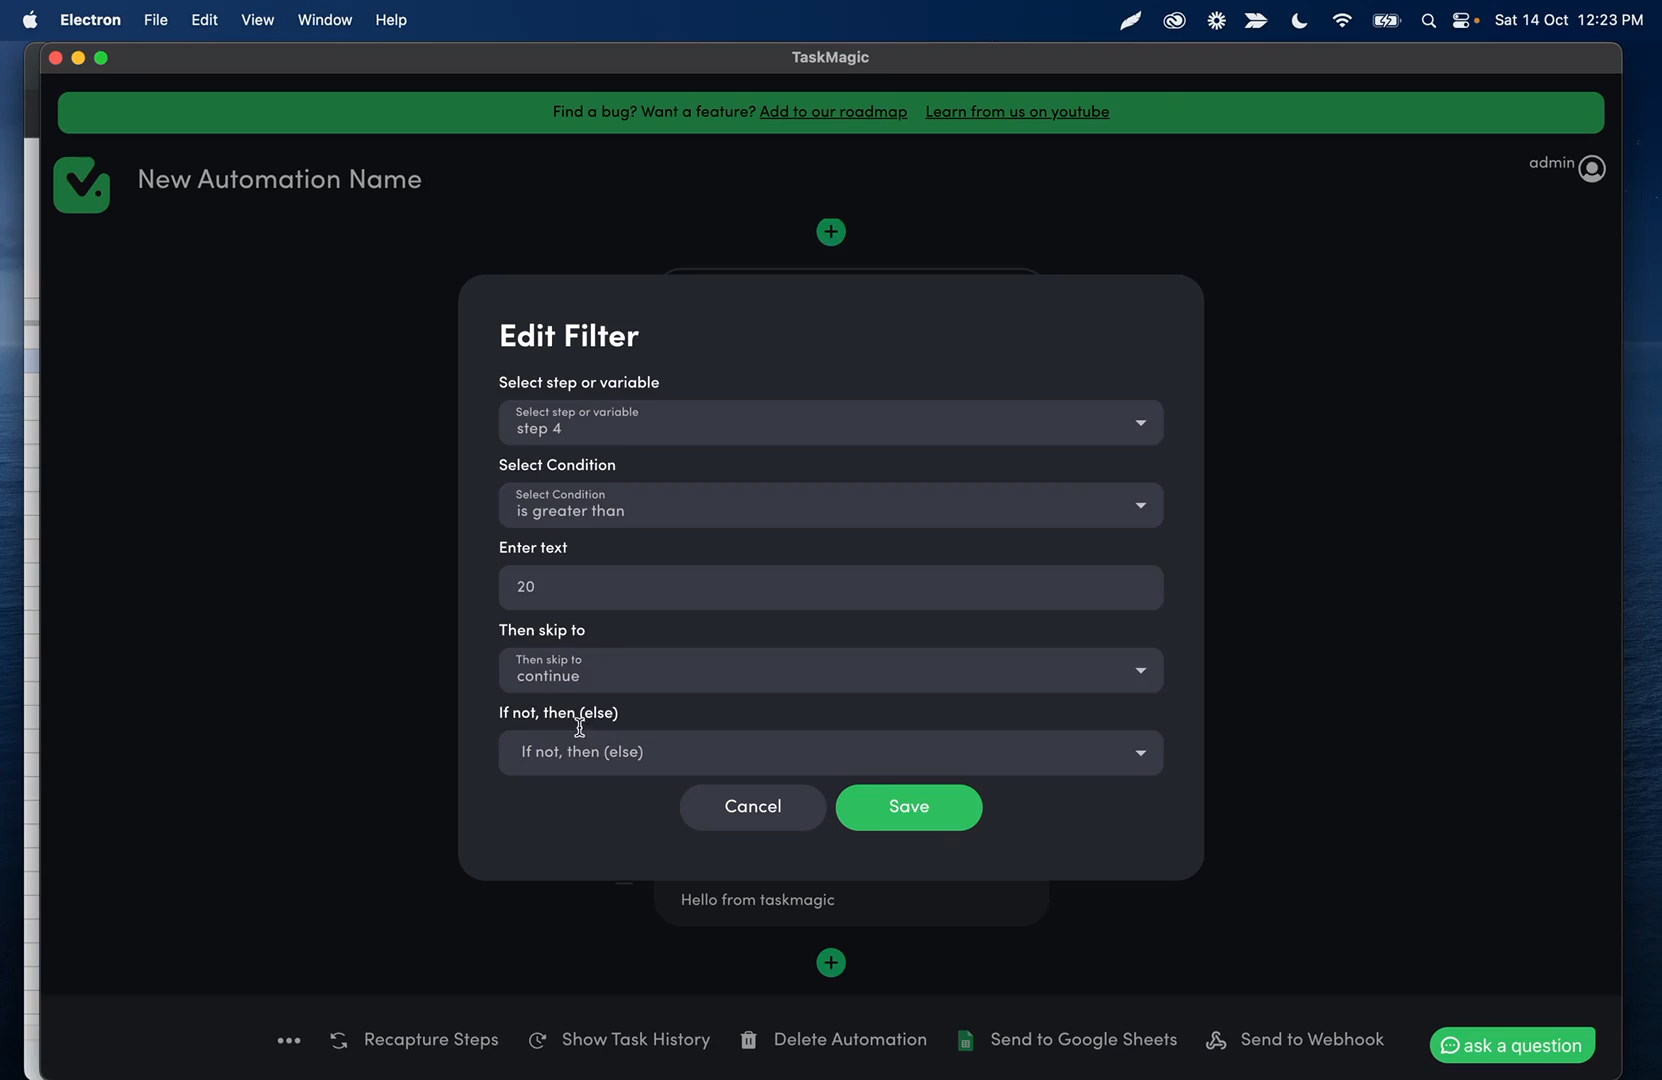 Electron File Edit View Window Help Sat 14 Oct 12:23 PM
TaskMagic
Find a bug? Want a feature? Add to our roadmap Learn from us on youtube
New Automation Name
admin
Edit Filter
Select step or variable
Select step or variable
step 4
Select Condition
Select Condition
is greater than
Enter text
20
Then skip to
Then skip to
continue
If not, then (else)
If not, then (else)
Cancel Save
Hello from taskmagic
Recapture Steps Show Task History Delete Automation Send to Google Sheets Send to Webhook ask a question